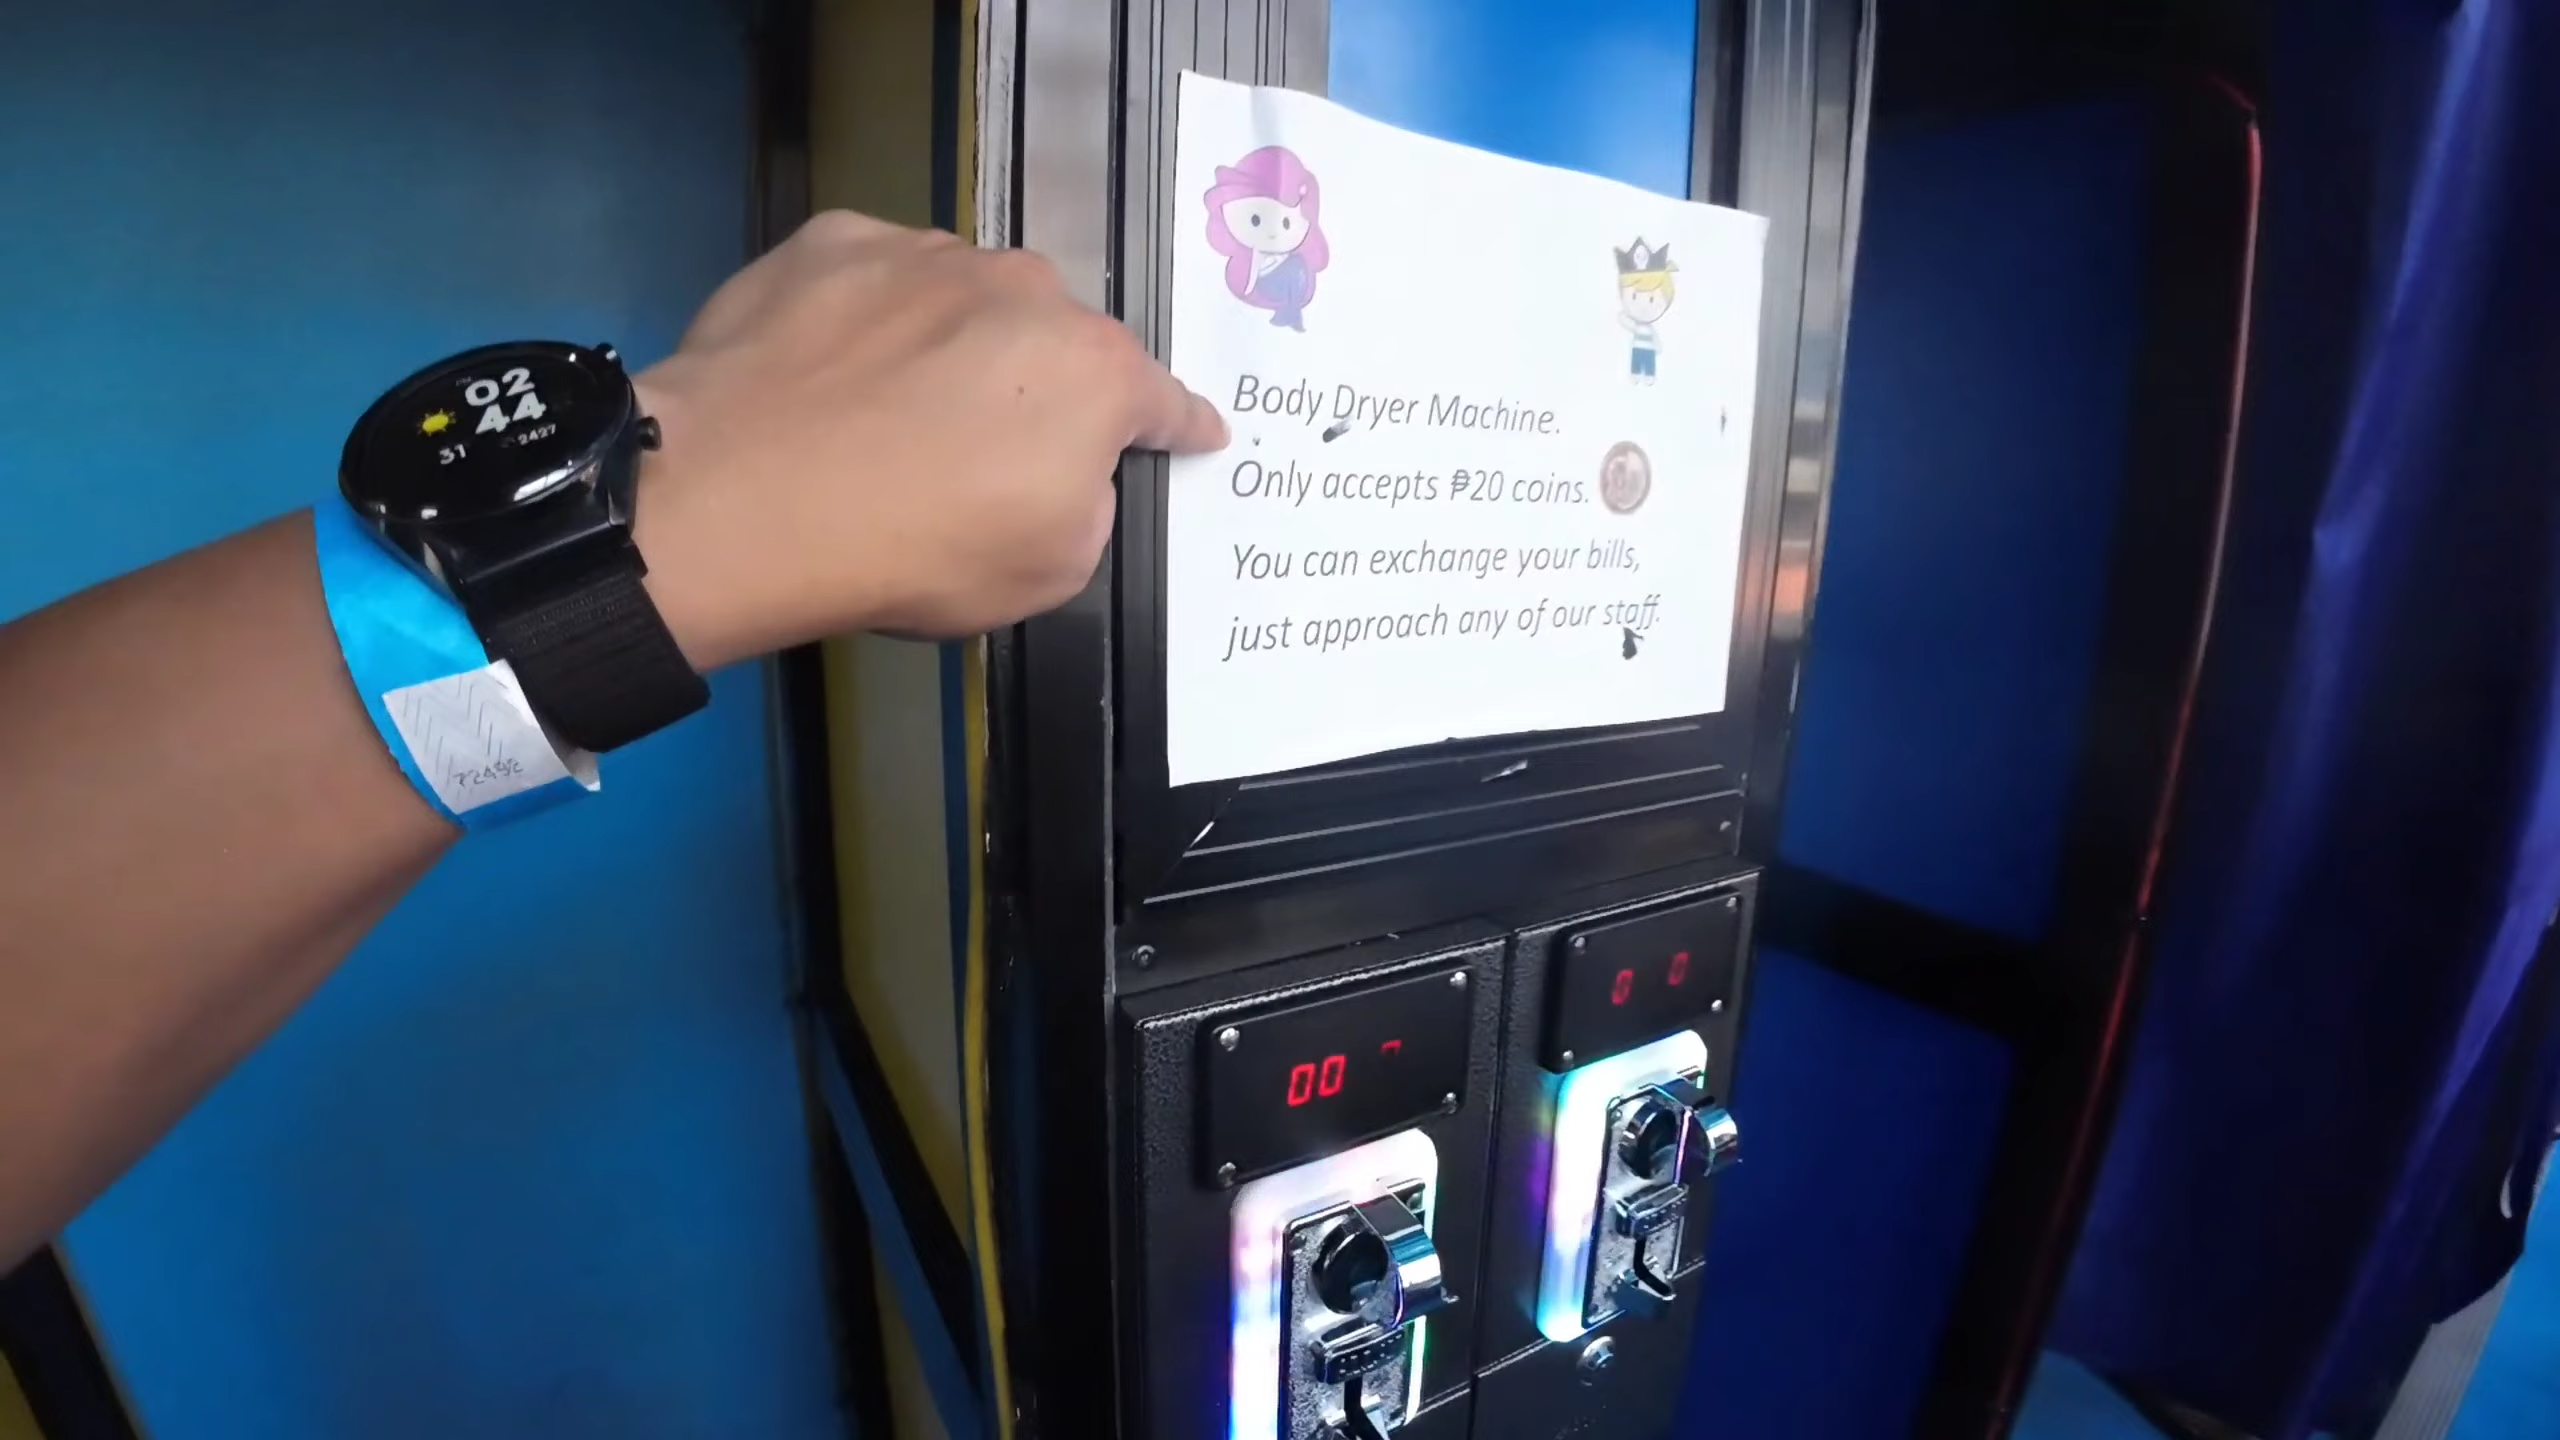 02
44
31
2427
Body Dryer Machine.
Only accepts ₱20 coins.
You can exchange your bills,
just approach any of our staff.
00
0 0